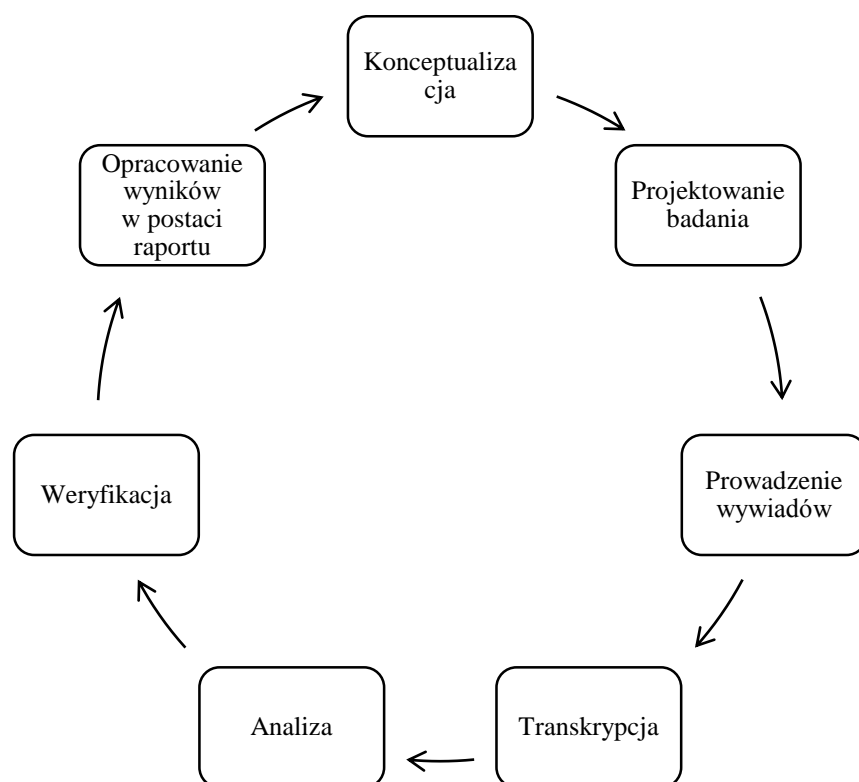 Konceptualiza
cja
Projektowanie
badania
Prowadzenie
wywiadów
Transkrypcja
Analiza
Weryfikacja
Opracowanie
wyników
w postaci
raportu